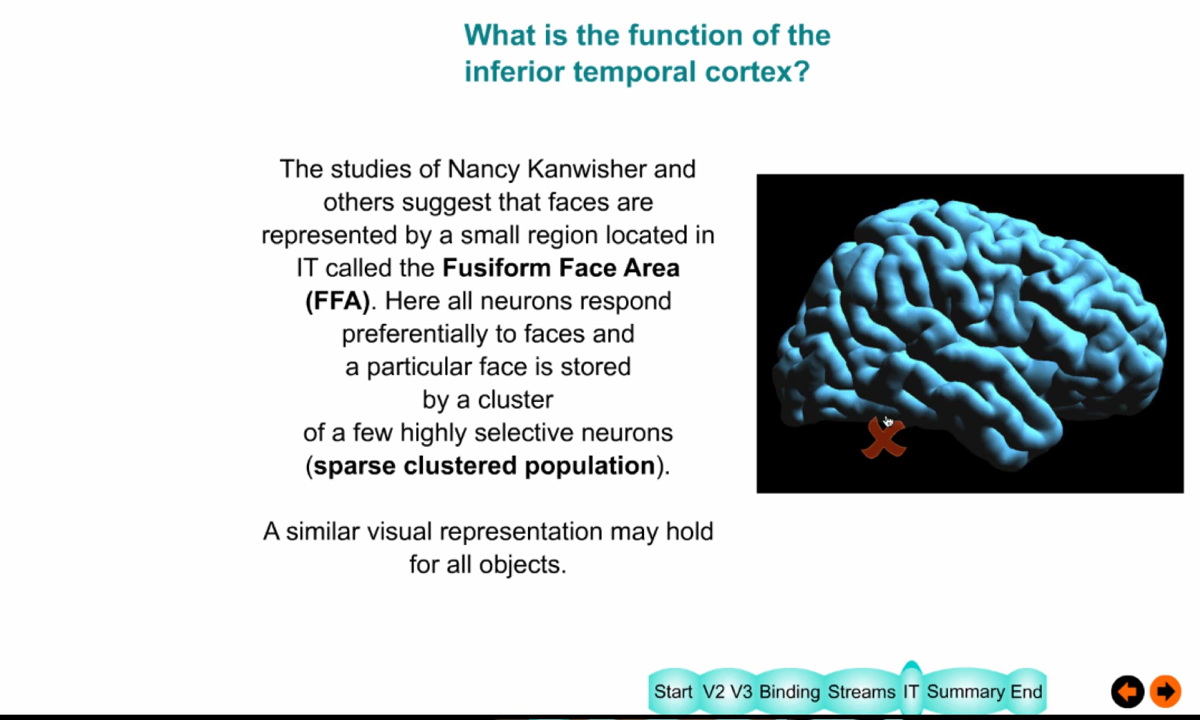 What is the function of the
inferior temporal cortex?
The studies of Nancy Kanwisher and
others suggest that faces are
represented by a small region located in
IT called the Fusiform Face Area
(FFA). Here all neurons respond
preferentially to faces and
a particular face is stored
by a cluster
of a few highly selective neurons
(sparse clustered population).
A similar visual representation may hold
for all objects.
Start V2 V3 Binding Streams IT Summary End